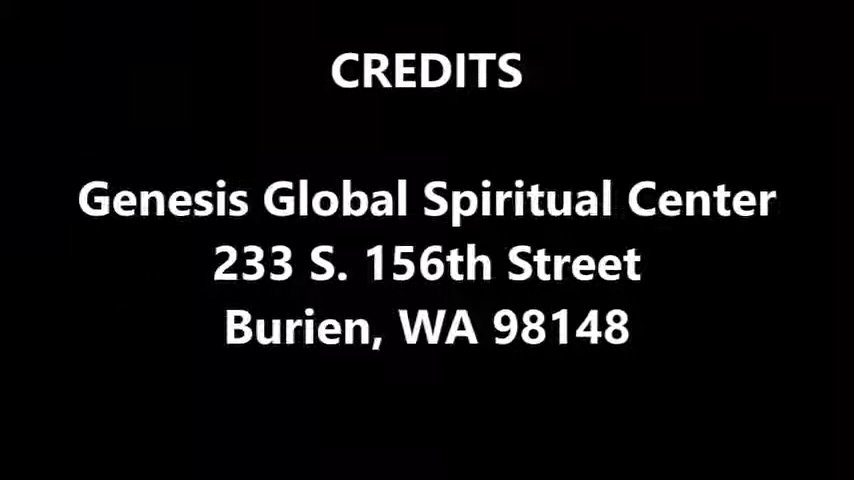 CREDITS
Genesis Global Spiritual Center
233 S. 156th Street
Burien, WA 98148